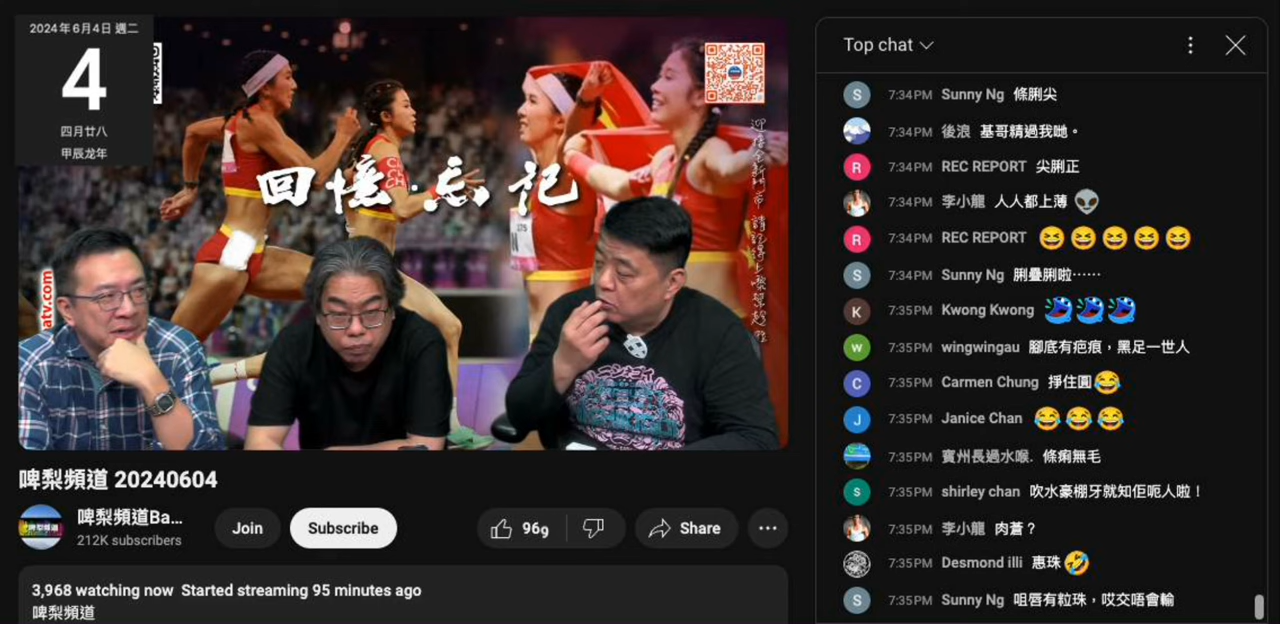 2024年6月4日 週二
4
四月廿八
甲辰龙年
回憶·忘記
CH
CH
275
atv.com
啤梨頻道 20240604
啤梨頻道Ba...
212K subscribers
Join
Subscribe
969
Share
3,968 watching now Started streaming 95 minutes ago
啤梨頻道
Top chat
7:34PM Sunny Ng 條脷尖
7:34PM 後浪 基哥精過我哋。
7:34PM REC REPORT 尖脷正
7:34PM 李小龍 人人都上薄 👽
7:34PM REC REPORT 😆😆😆😆😆
7:34PM Sunny Ng 脷疊脷啦⋯⋯
7:35PM Kwong Kwong
7:35PM wingwingau 腳底有疤痕，黑足一世人
7:35PM Carmen Chung 掙住圓😂
7:35PM Janice Chan 😂😂😂
7:35PM 賓州長過水喉. 條痢無毛
7:35PM shirley chan 吹水豪棚牙就知佢呃人啦！
7:35PM 李小龍 肉蒼？
7:35PM Desmond illi 惠珠🤣
7:35PM Sunny Ng 咀唇有粒珠，哎交唔會輸